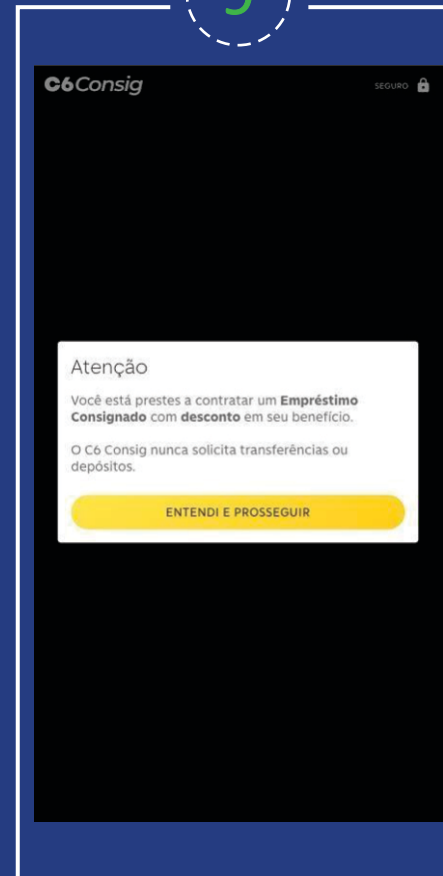 C6Consig
SEGURO
Atenção
Você está prestes a contratar um Empréstimo
Consignado com desconto em seu benefício.
O C6 Consig nunca solicita transferências ou
depósitos.
ENTENDI E PROSSEGUIR